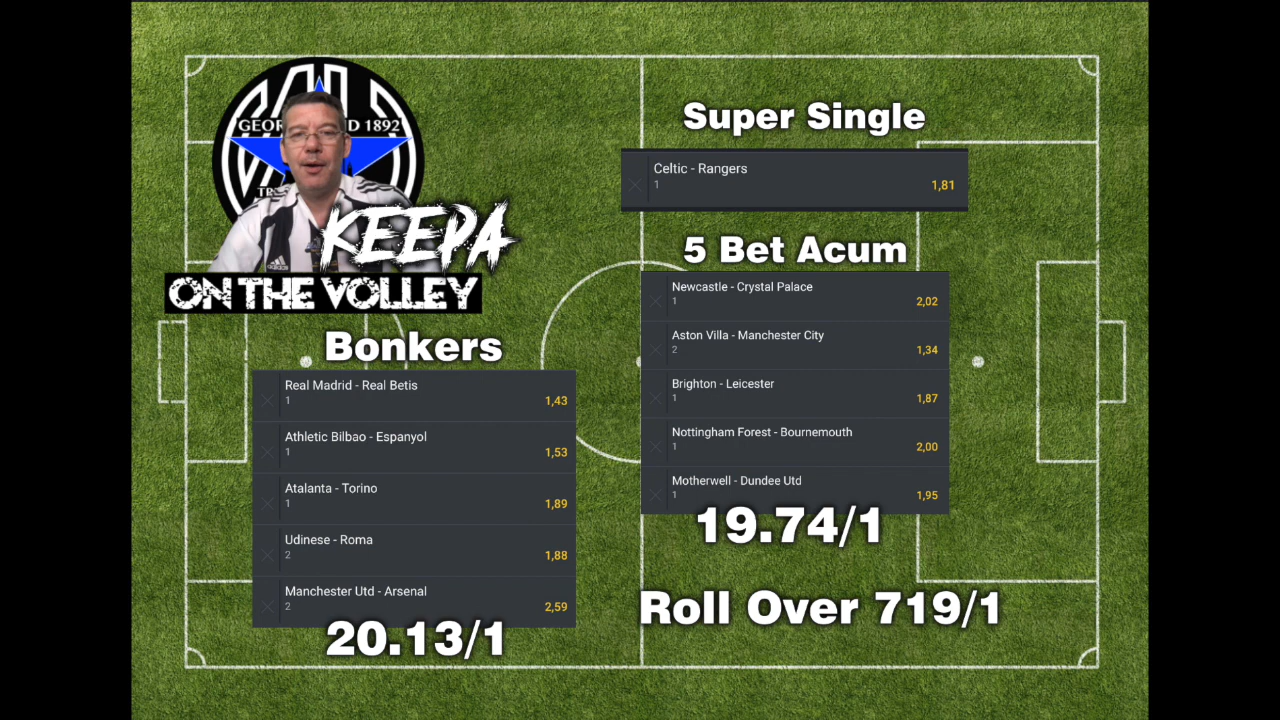 GEOR D 1892
TR
KEEPA
ON THE VOLLEY
Bonkers
Real Madrid - Real Betis
1 1,43
Athletic Bilbao - Espanyol
1 1,53
Atalanta - Torino
1 1,89
Udinese - Roma
2 1,88
Manchester Utd - Arsenal
2 2,59
20.13/1
Super Single
Celtic - Rangers
1 1,81
5 Bet Acum
Newcastle - Crystal Palace
1 2,02
Aston Villa - Manchester City
2 1,34
Brighton - Leicester
1 1,87
Nottingham Forest - Bournemouth
1 2,00
Motherwell - Dundee Utd
1 1,95
19.74/1
Roll Over 719/1